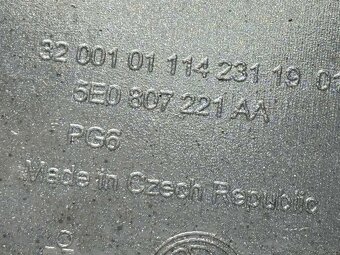 32 001 01 114 231 19 01
5E0 807 221 AA
PG6
Made in Czech Republic